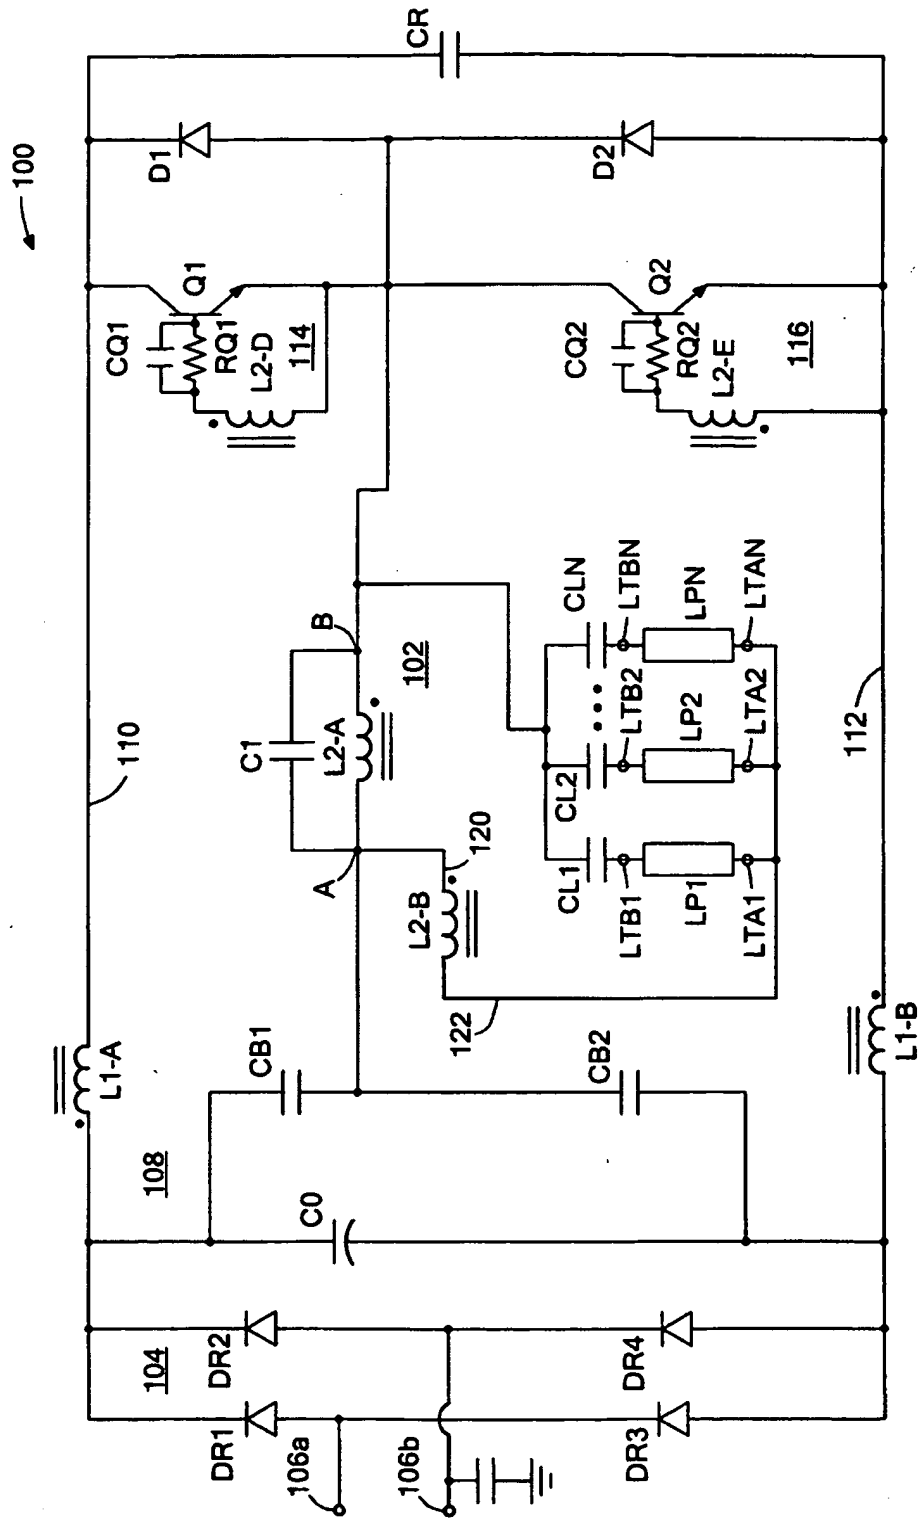 100
CR
D1
D2
Q1
CQ1
RQ1
L2-D
114
Q2
CQ2
RQ2
L2-E
116
110
B
102
C1
L2-A
A
120
L2-B
122
CLN
LTBN
LPN
LTAN
CL2
LTB2
LP2
LTA2
CL1
LTB1
LP1
LTA1
112
L1-A
108
CB1
CB2
L1-B
C0
104
DR2
DR4
DR1
DR3
106a
106b